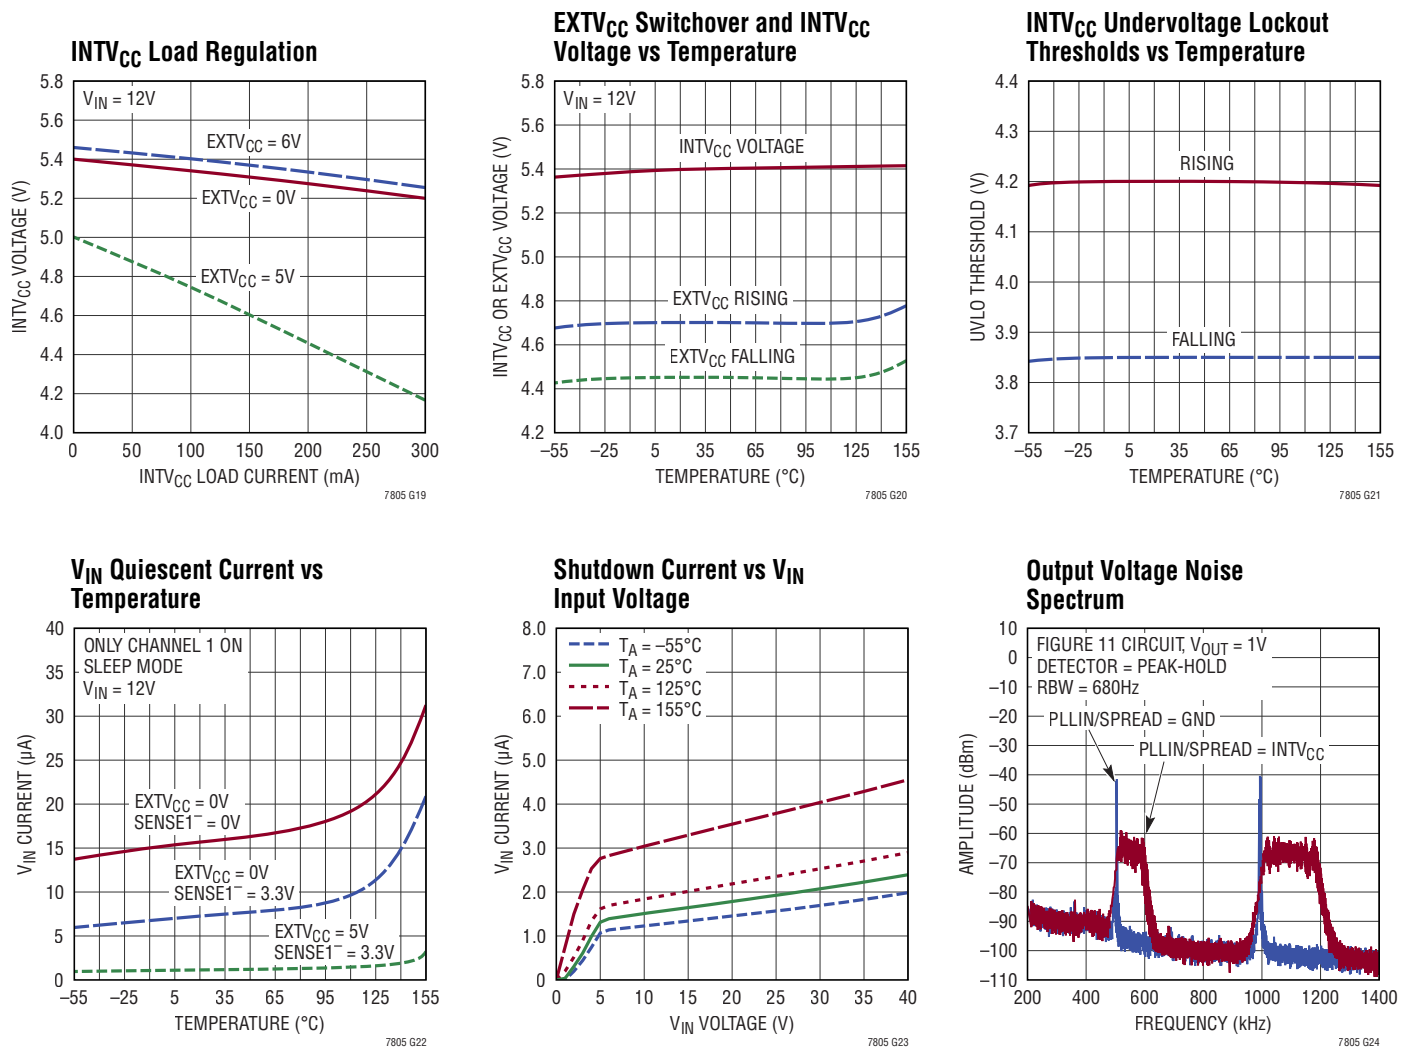 INTVCC Load Regulation
5.8
5.6
5.4
5.2
5.0
4.8
4.6
4.4
4.2
4.0
INTVCC VOLTAGE (V)
VIN = 12V
EXTVCC = 6V
EXTVCC = 0V
EXTVCC = 5V
0 50 100 150 200 250 300
INTVCC LOAD CURRENT (mA)
7805 G19
EXTVCC Switchover and INTVCC
Voltage vs Temperature
5.8
5.6
5.4
5.2
5.0
4.8
4.6
4.4
4.2
INTVCC OR EXTVCC VOLTAGE (V)
VIN = 12V
INTVCC VOLTAGE
EXTVCC RISING
EXTVCC FALLING
–55 –25 5 35 65 95 125 155
TEMPERATURE (°C)
7805 G20
INTVCC Undervoltage Lockout
Thresholds vs Temperature
4.4
4.3
4.2
4.1
4.0
3.9
3.8
3.7
UVLO THRESHOLD (V)
RISING
FALLING
–55 –25 5 35 65 95 125 155
TEMPERATURE (°C)
7805 G21
VIN Quiescent Current vs
Temperature
40
35
30
25
20
15
10
5
0
VIN CURRENT (µA)
ONLY CHANNEL 1 ON
SLEEP MODE
VIN = 12V
EXTVCC = 0V
SENSE1– = 0V
EXTVCC = 0V
SENSE1– = 3.3V
EXTVCC = 5V
SENSE1– = 3.3V
–55 –25 5 35 65 95 125 155
TEMPERATURE (°C)
7805 G22
Shutdown Current vs VIN
Input Voltage
8.0
7.0
6.0
5.0
4.0
3.0
2.0
1.0
0
VIN CURRENT (µA)
TA = –55°C
TA = 25°C
TA = 125°C
TA = 155°C
0 5 10 15 20 25 30 35 40
VIN VOLTAGE (V)
7805 G23
Output Voltage Noise
Spectrum
10
0
–10
–20
–30
–40
–50
–60
–70
–80
–90
–100
–110
AMPLITUDE (dBm)
FIGURE 11 CIRCUIT, VOUT = 1V
DETECTOR = PEAK-HOLD
RBW = 680Hz
PLLIN/SPREAD = GND
PLLIN/SPREAD = INTVCC
200 400 600 800 1000 1200 1400
FREQUENCY (kHz)
7805 G24